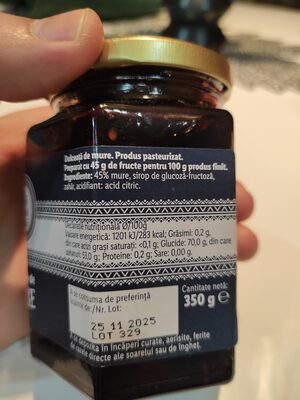 Dulceață de mure. Produs pasteurizat.
Preparat cu 45 g de fructe pentru 100 g produs finit.
Ingrediente: 45% mure, sirop de glucoză-fructoză,
zahăr, acidifiant: acid citric.
Declarație nutrițională Ø/100g
Valoare energetică: 1201 kJ/283 kcal; Grăsimi: 0,2 g,
din care acizi grași saturați: <0,1 g; Glucide: 70,0 g, din care
zaharuri: 53,0 g; Proteine: 0,2 g; Sare: 0,00 g.
A se consuma de preferință
înainte de:/Nr. Lot:
25 11 2025
LOT 329
Cantitate netă:
350 g e
A se depozita în încăperi curate, aerisite, ferite
de razele directe ale soarelui sau de îngheț.